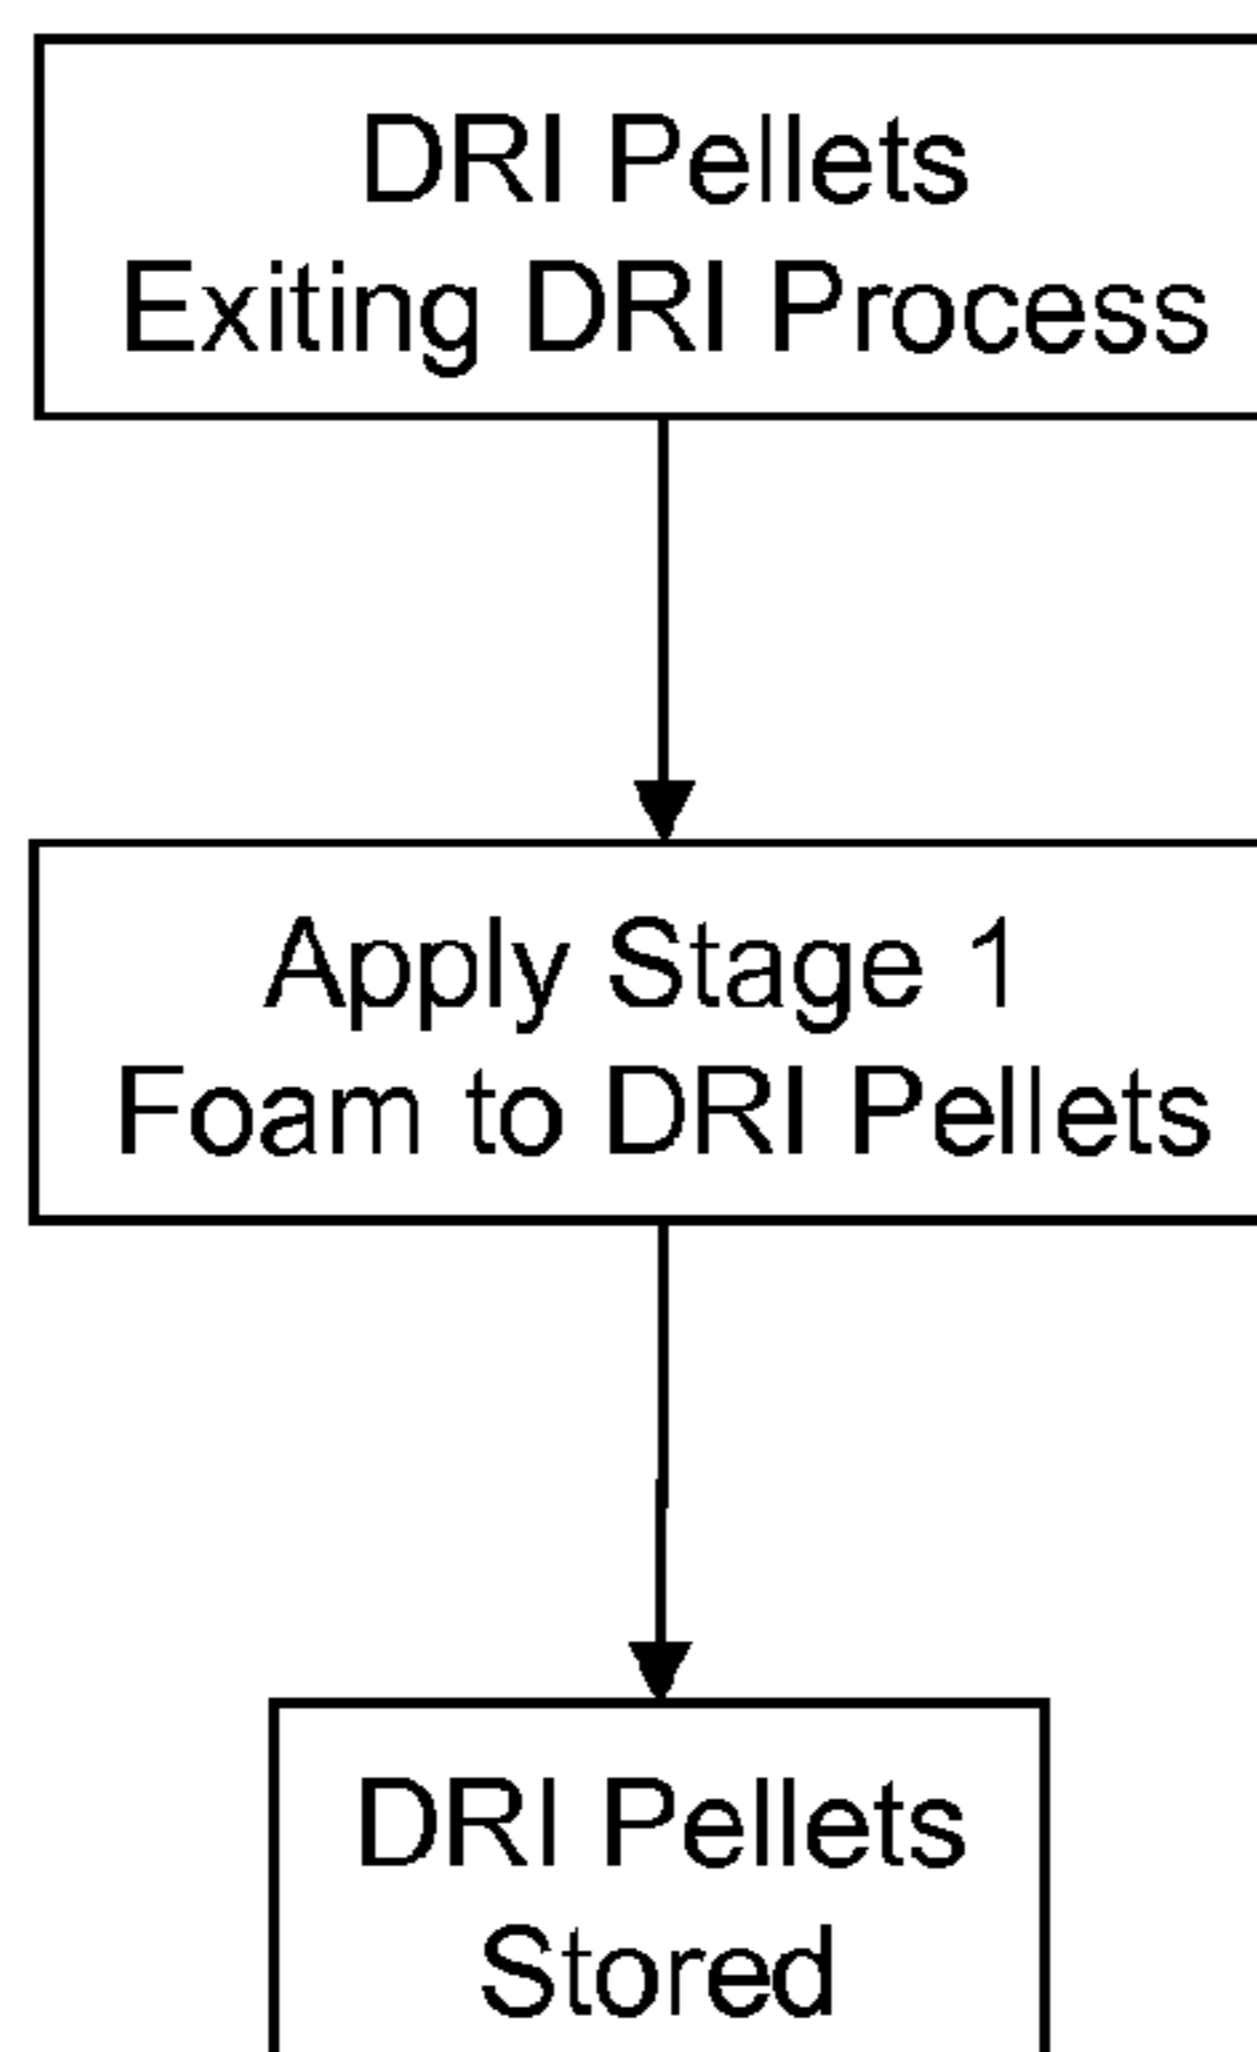 DRI Pellets
Exiting DRI Process
Apply Stage 1
Foam to DRI Pellets
DRI Pellets
Stored